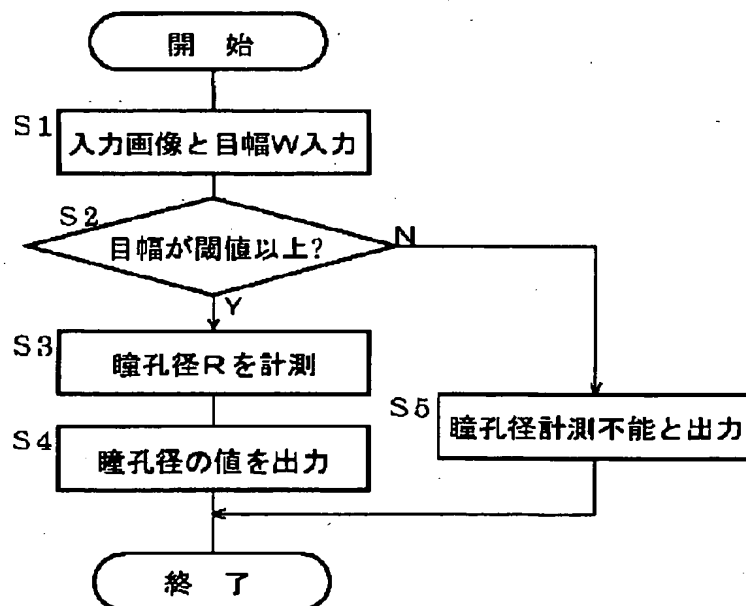 開始
S1
入力画像と目幅W入力
S2
目幅が閾値以上?
N
Y
S3
瞳孔径Rを計測
S5
瞳孔径計測不能と出力
S4
瞳孔径の値を出力
終了